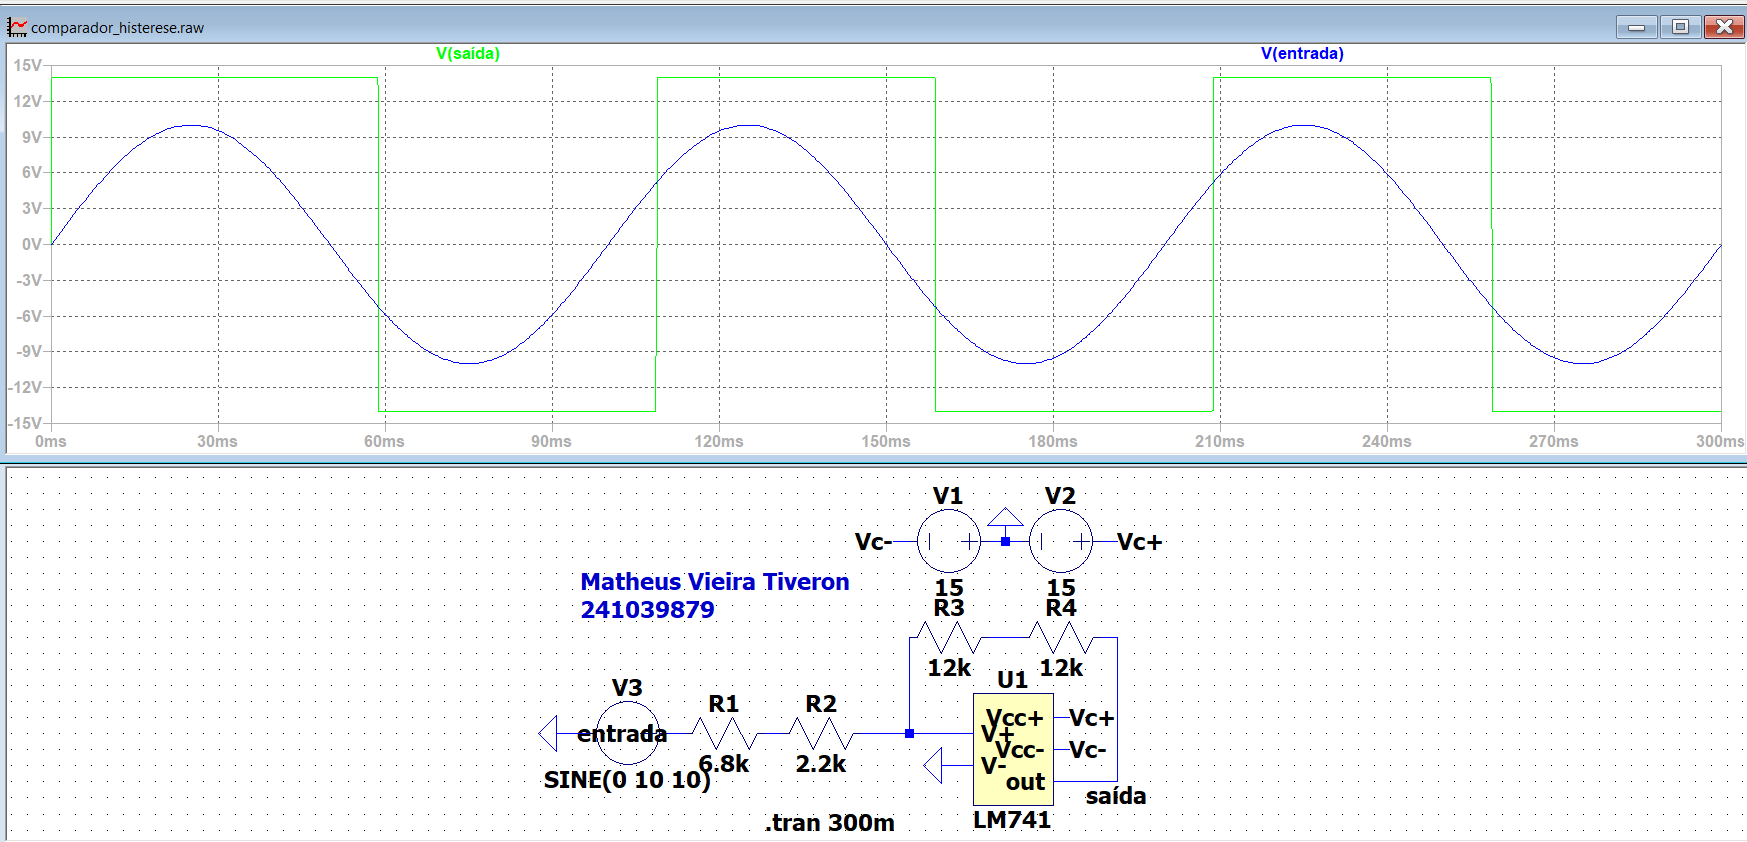 comparador_histerese.raw
V(saída) V(entrada)
15V
12V
9V
6V
3V
0V
-3V
-6V
-9V
-12V
-15V
0ms 30ms 60ms 90ms 120ms 150ms 180ms 210ms 240ms 270ms 300ms
V1 V2
Vc- Vc+
15 15
Matheus Vieira Tiveron
241039879
R3 R4
12k 12k
U1
V3 R1 R2
entrada
6.8k 2.2k
SINE(0 10 10)
Vcc+ Vc+
V+
Vcc- Vc-
V-
out
saída
LM741
.tran 300m